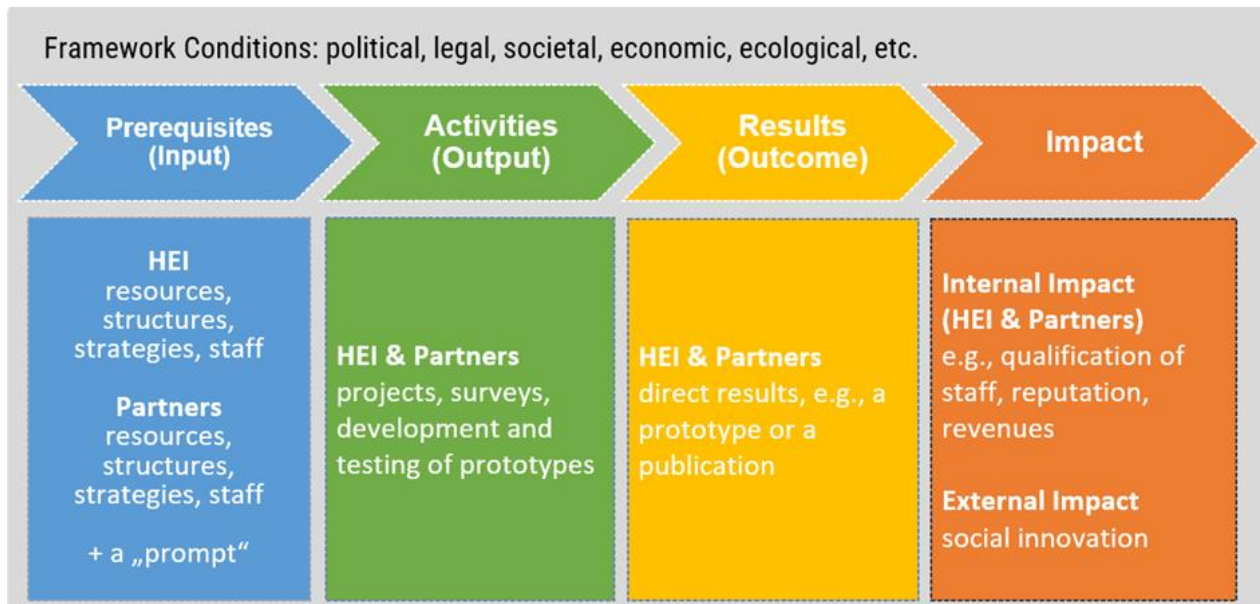 Framework Conditions: political, legal, societal, economic, ecological, etc.
Prerequisites
(Input)
Activities
(Output)
Results
(Outcome)
Impact
HEI
resources,
structures,
strategies, staff
Partners
resources,
structures,
strategies, staff
+ a „prompt“
HEI & Partners
projects, surveys,
development and
testing of prototypes
HEI & Partners
direct results, e.g., a
prototype or a
publication
Internal Impact
(HEI & Partners)
e.g., qualification of
staff, reputation,
revenues
External Impact
social innovation